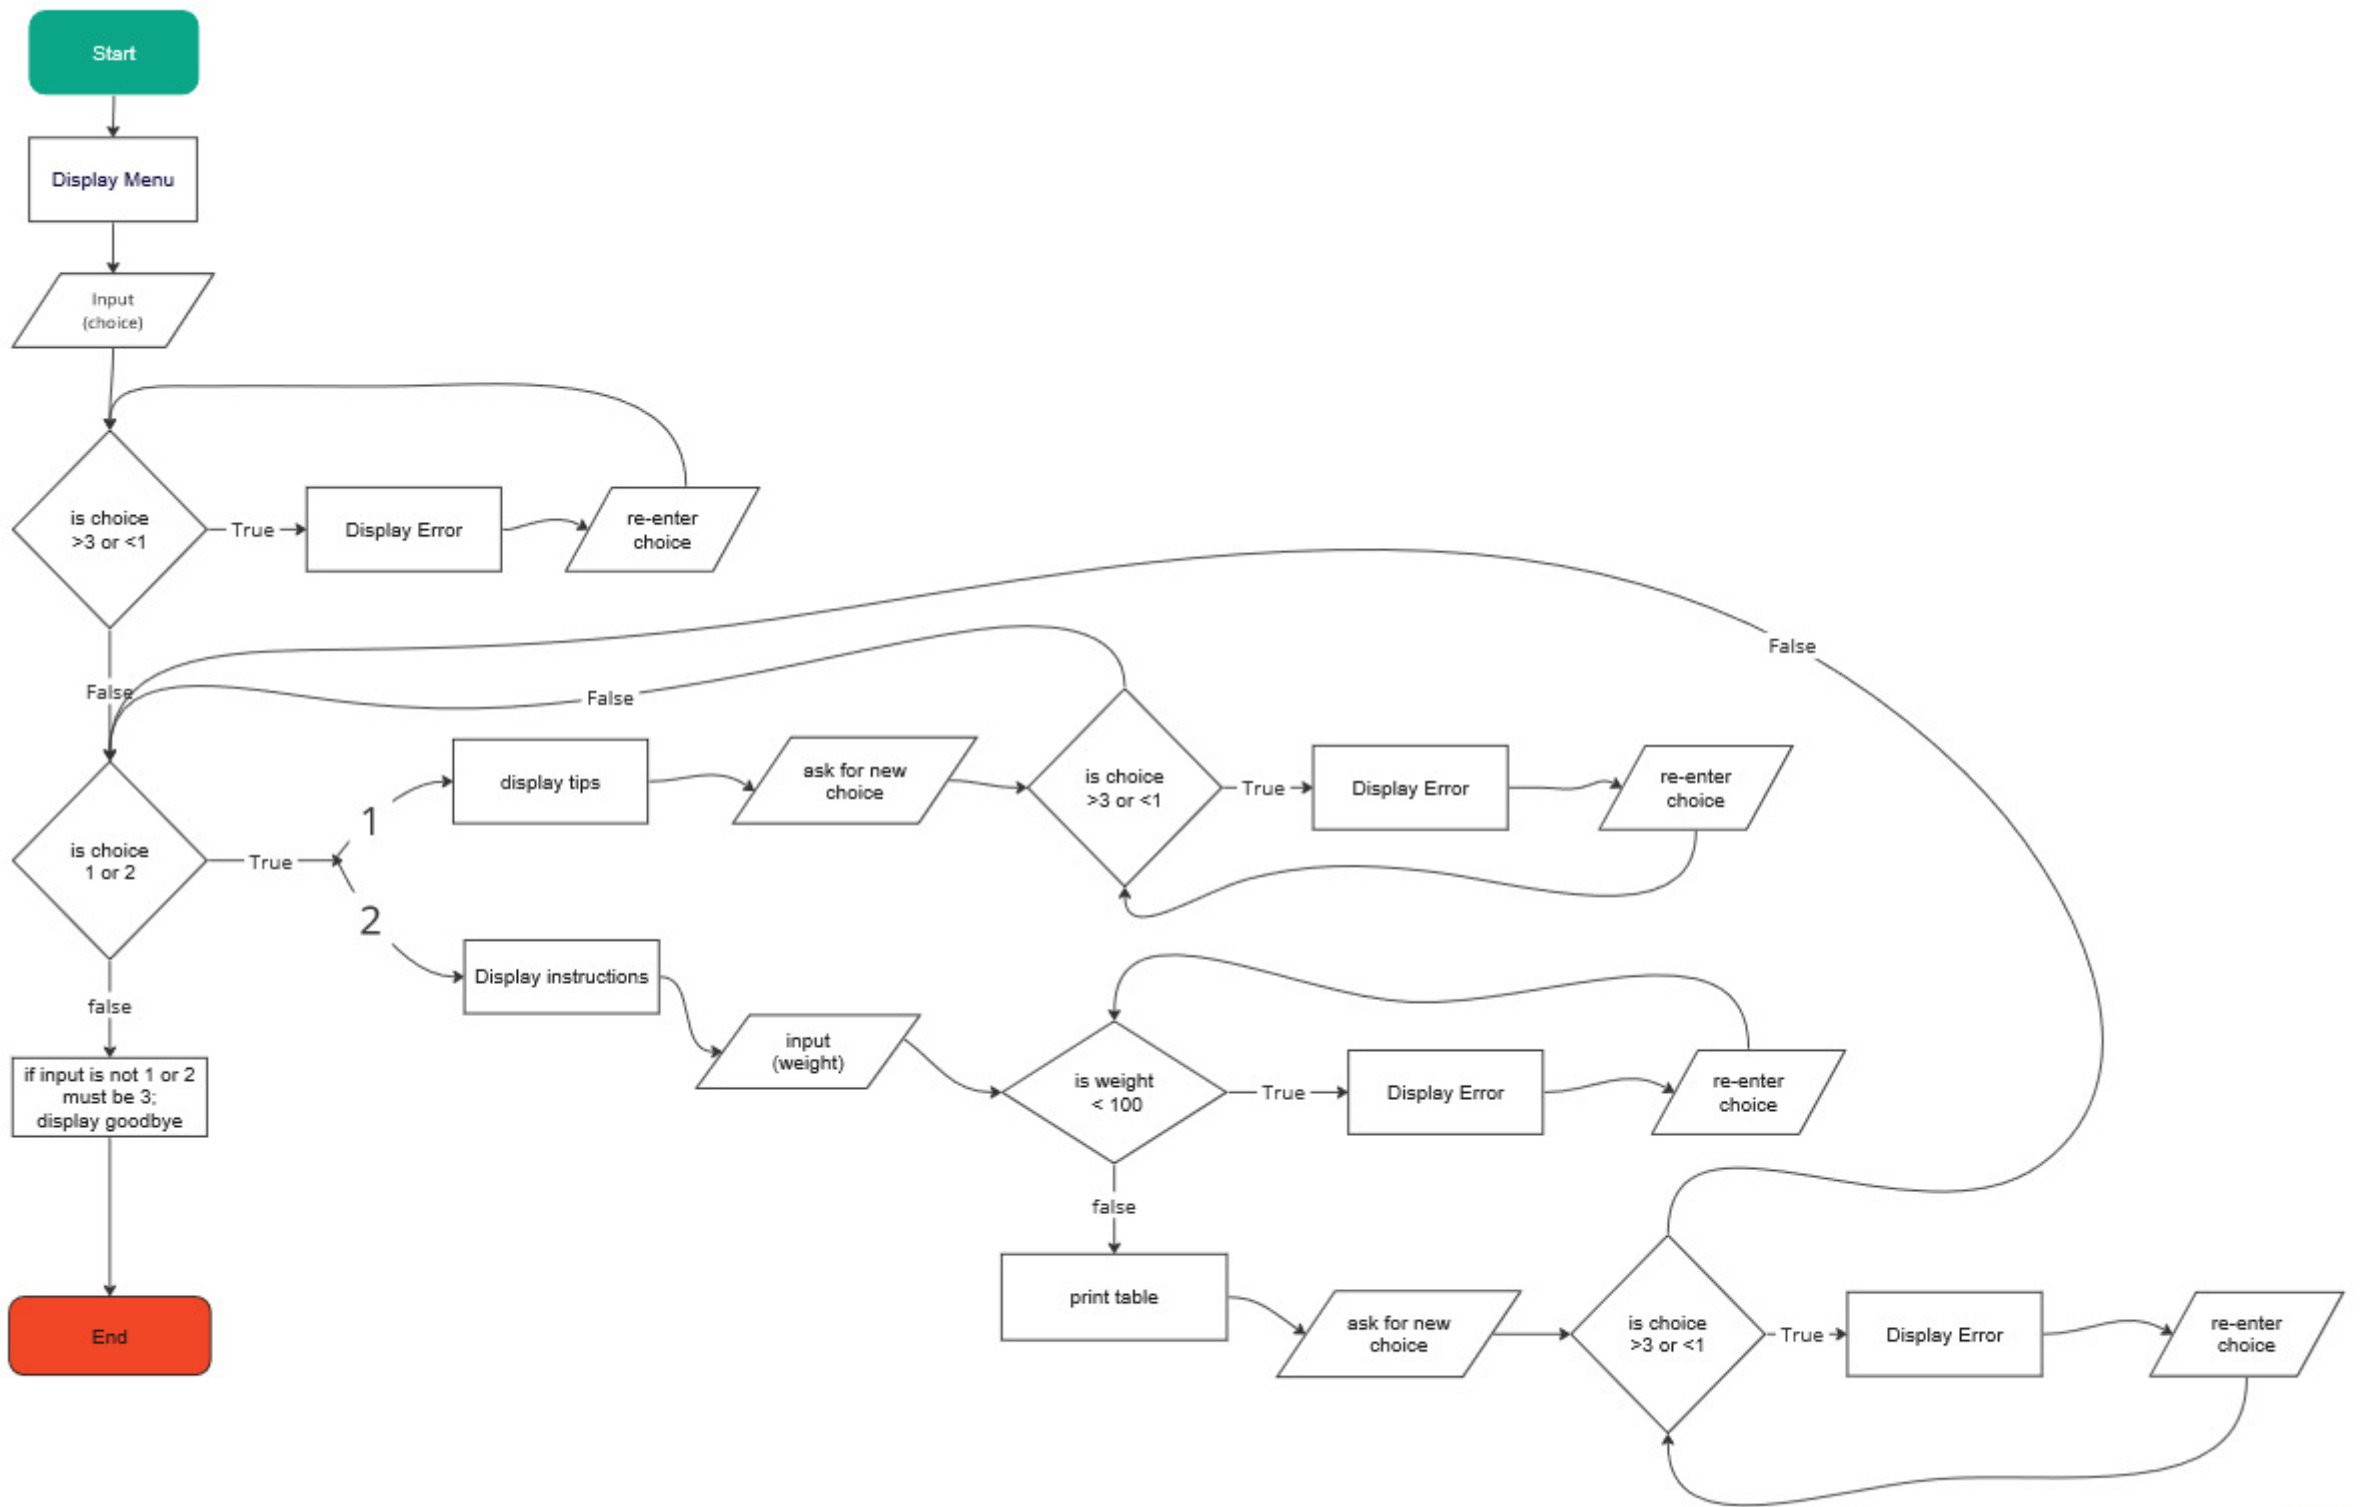 Start
Display Menu
Input
(choice)
is choice
>3 or <1
True
Display Error
re-enter
choice
False
False
False
is choice
1 or 2
True
1
display tips
ask for new
choice
is choice
>3 or <1
True
Display Error
re-enter
choice
2
Display instructions
input
(weight)
is weight
< 100
True
Display Error
re-enter
choice
false
if input is not 1 or 2
must be 3;
display goodbye
false
print table
ask for new
choice
is choice
>3 or <1
True
Display Error
re-enter
choice
End